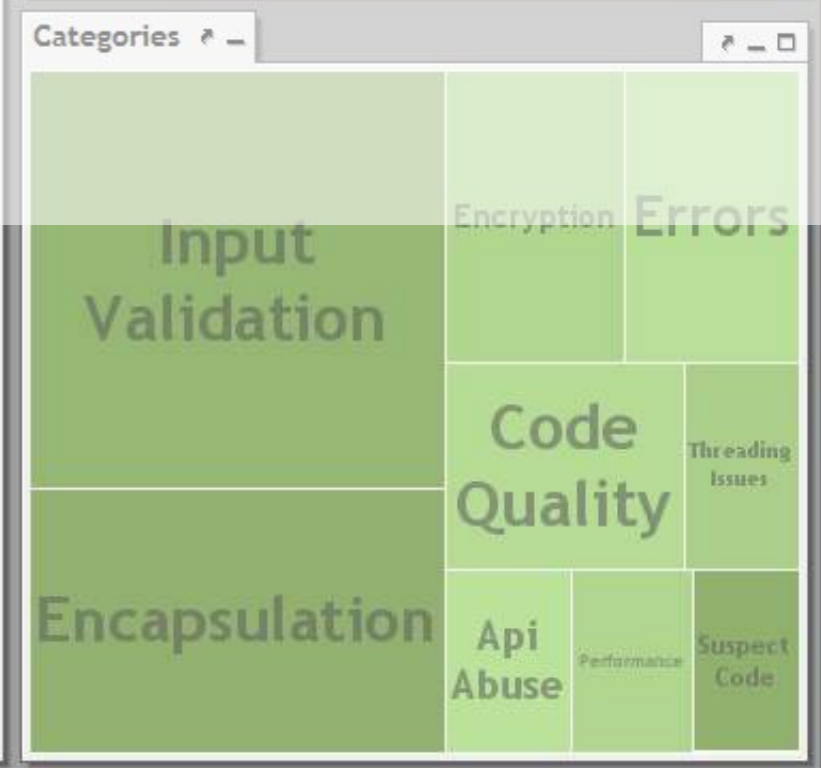 Categories
Input
Validation
Encryption
Errors
Code
Quality
Threading
Issues
Encapsulation
Api
Abuse
Performance
Suspect
Code